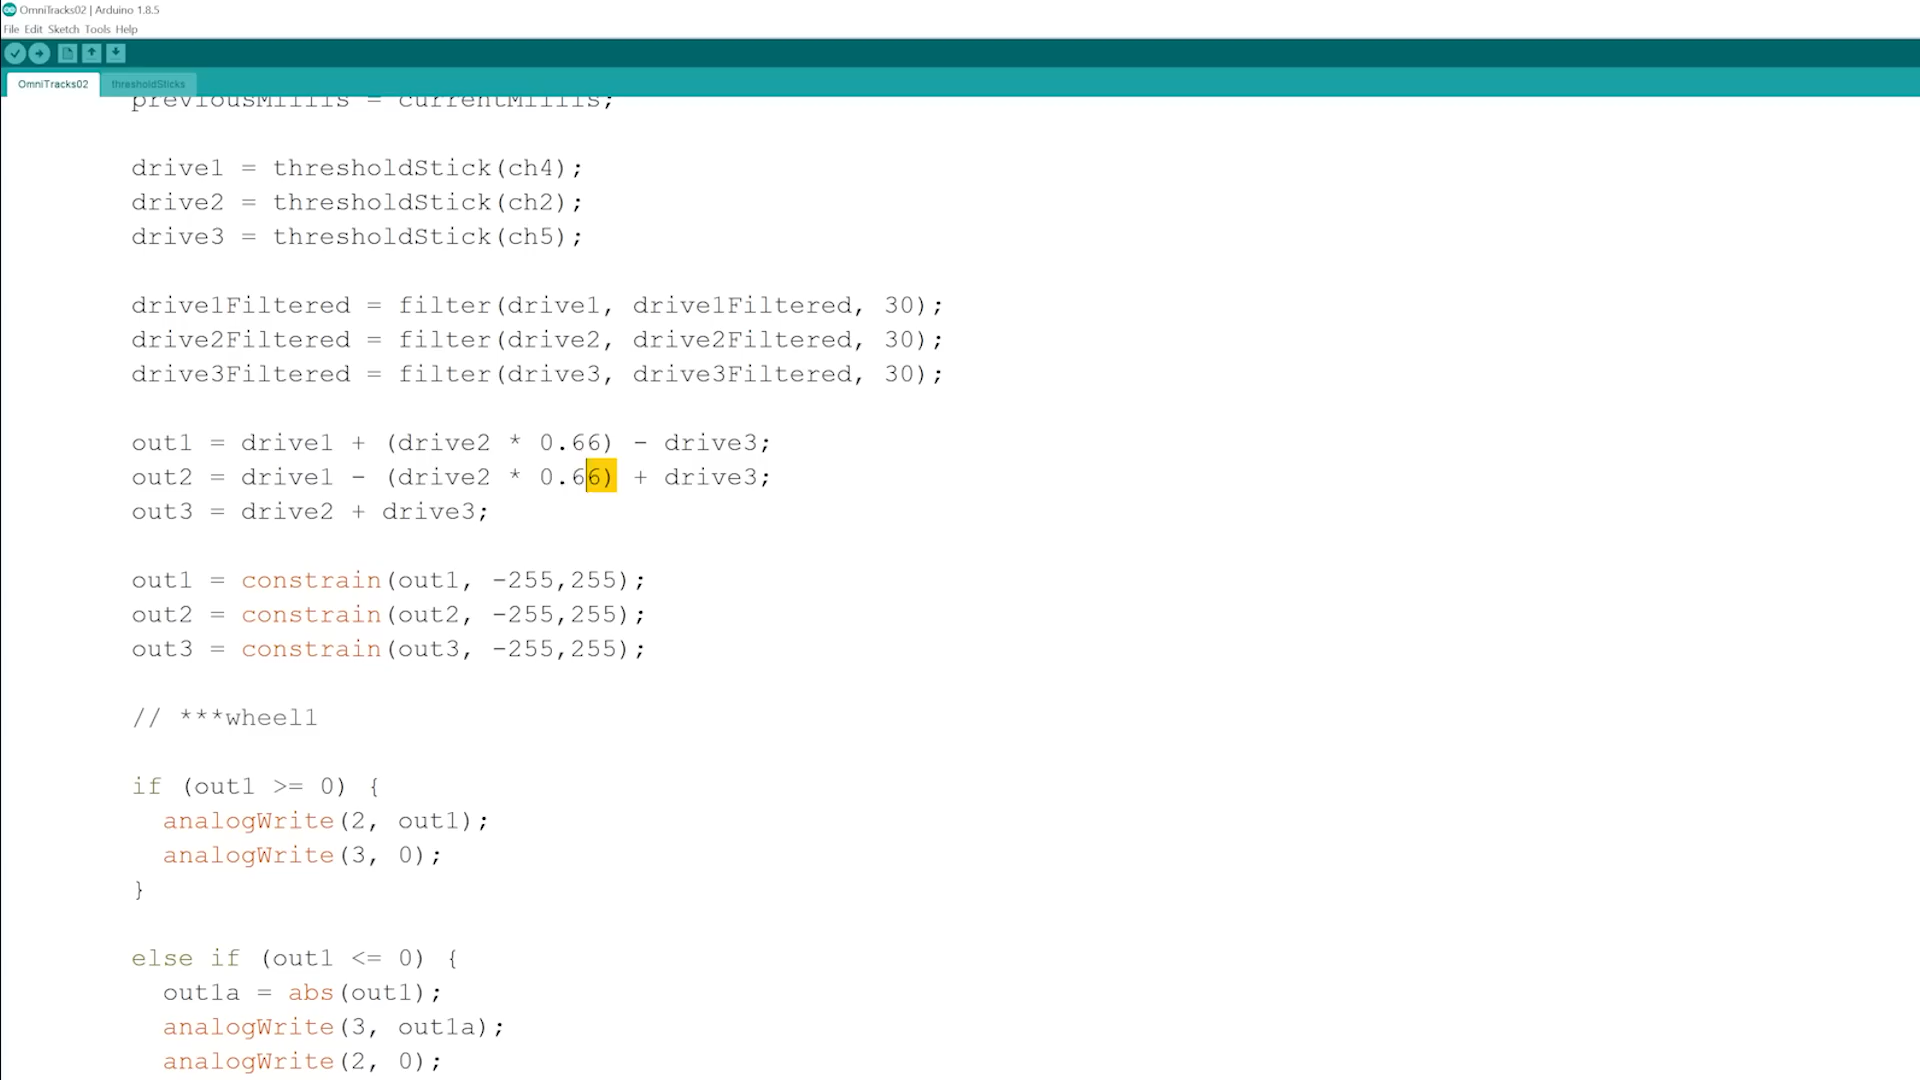 OmniTracks02 | Arduino 1.8.5
File Edit Sketch Tools Help
OmniTracks02 thresholdSticks
previousMillis = currentMillis;
drive1 = thresholdStick(ch4);
drive2 = thresholdStick(ch2);
drive3 = thresholdStick(ch5);
drive1Filtered = filter(drive1, drive1Filtered, 30);
drive2Filtered = filter(drive2, drive2Filtered, 30);
drive3Filtered = filter(drive3, drive3Filtered, 30);
out1 = drive1 + (drive2 * 0.66) - drive3;
out2 = drive1 - (drive2 * 0.66) + drive3;
out3 = drive2 + drive3;
out1 = constrain(out1, -255,255);
out2 = constrain(out2, -255,255);
out3 = constrain(out3, -255,255);
// ***wheel1
if (out1 >= 0) {
analogWrite(2, out1);
analogWrite(3, 0);
}
else if (out1 <= 0) {
out1a = abs(out1);
analogWrite(3, out1a);
analogWrite(2, 0);